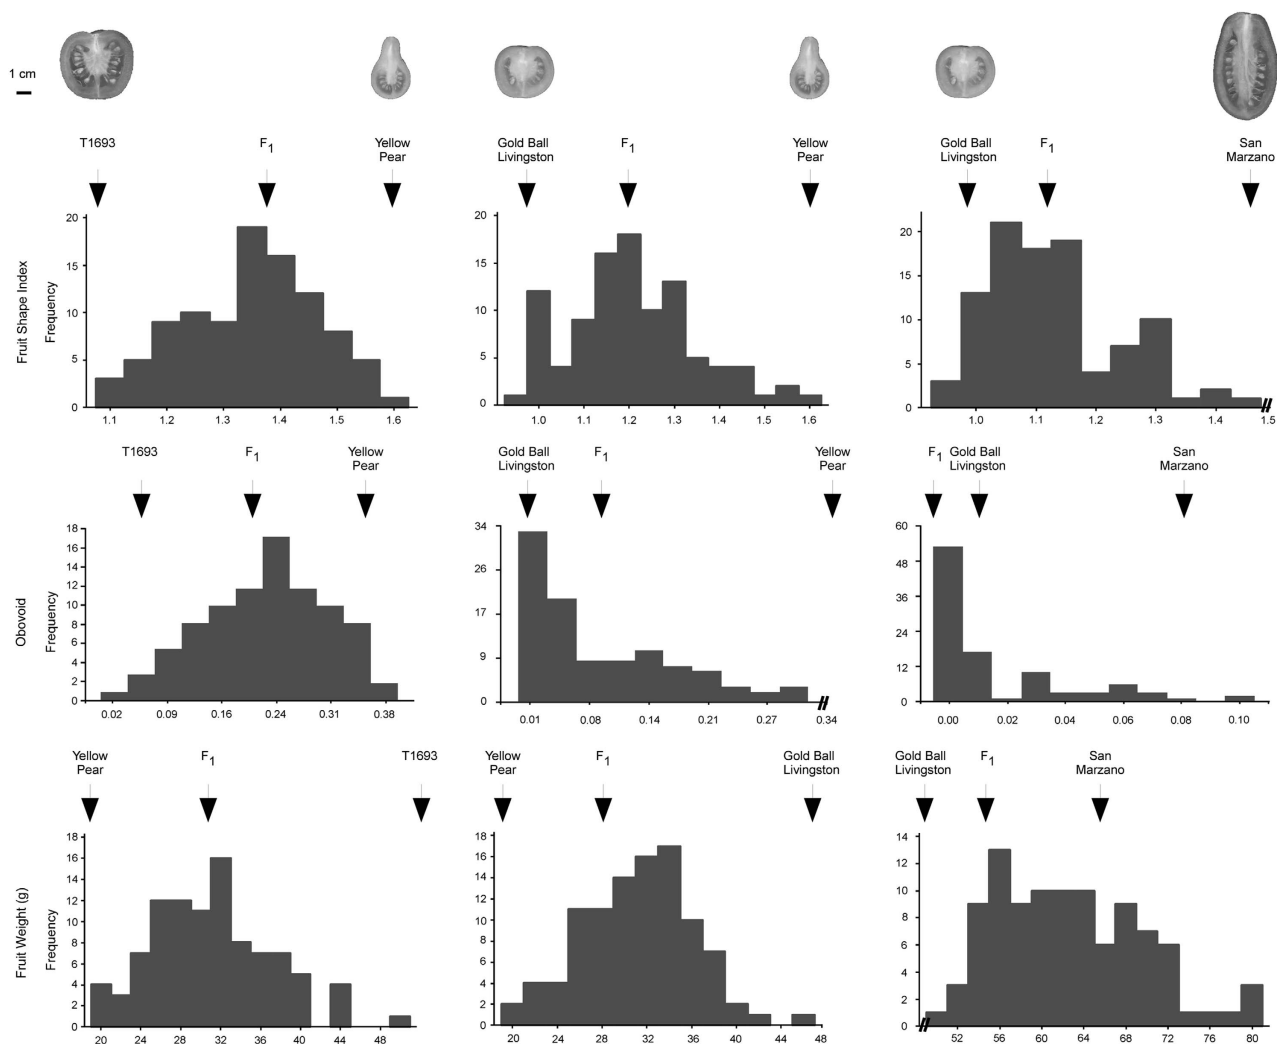 1 cm
T1693
F1
Yellow
Pear
Gold Ball
Livingston
F1
Yellow
Pear
Gold Ball
Livingston
F1
San
Marzano
Fruit Shape Index
Frequency
20
15
10
5
0
1.1 1.2 1.3 1.4 1.5 1.6
20
15
10
5
0
1.0 1.1 1.2 1.3 1.4 1.5 1.6
20
15
10
5
0
1.0 1.1 1.2 1.3 1.4 1.5
T1693
F1
Yellow
Pear
Gold Ball
Livingston
F1
Yellow
Pear
F1
Gold Ball
Livingston
San
Marzano
Obovoid
Frequency
18
16
14
12
10
8
6
4
2
0
0.02 0.09 0.16 0.24 0.31 0.38
34
26
17
9
0
0.01 0.08 0.14 0.21 0.27 0.34
60
48
36
24
12
0
0.00 0.02 0.04 0.06 0.08 0.10
Yellow
Pear
F1
T1693
Yellow
Pear
F1
Gold Ball
Livingston
Gold Ball
Livingston
F1
San
Marzano
Fruit Weight (g)
Frequency
18
16
14
12
10
8
6
4
2
0
20 24 28 32 36 40 44 48
18
16
14
12
10
8
6
4
2
0
20 24 28 32 36 40 44 48
14
12
10
8
6
4
2
0
52 56 60 64 68 72 76 80